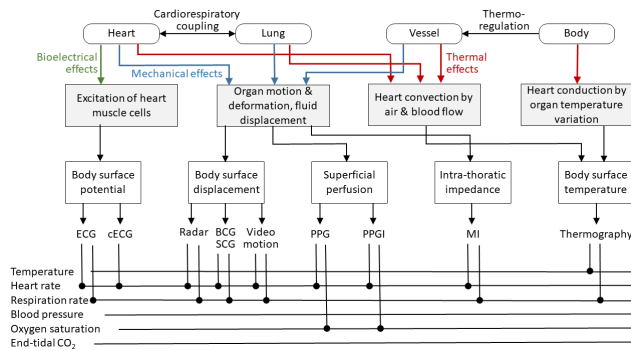 Cardiorespiratory
coupling
Thermo-
regulation
Heart
Lung
Vessel
Body
Bioelectrical
effects
Mechanical effects
Thermal
effects
Excitation of heart
muscle cells
Organ motion &
deformation, fluid
displacement
Heart convection by
air & blood flow
Heart conduction by
organ temperature
variation
Body surface
potential
Body surface
displacement
Superficial
perfusion
Intra-thoratic
impedance
Body surface
temperature
ECG
cECG
Radar
BCG
SCG
Video
motion
PPG
PPGI
MI
Thermography
Temperature
Heart rate
Respiration rate
Blood pressure
Oxygen saturation
End-tidal CO2